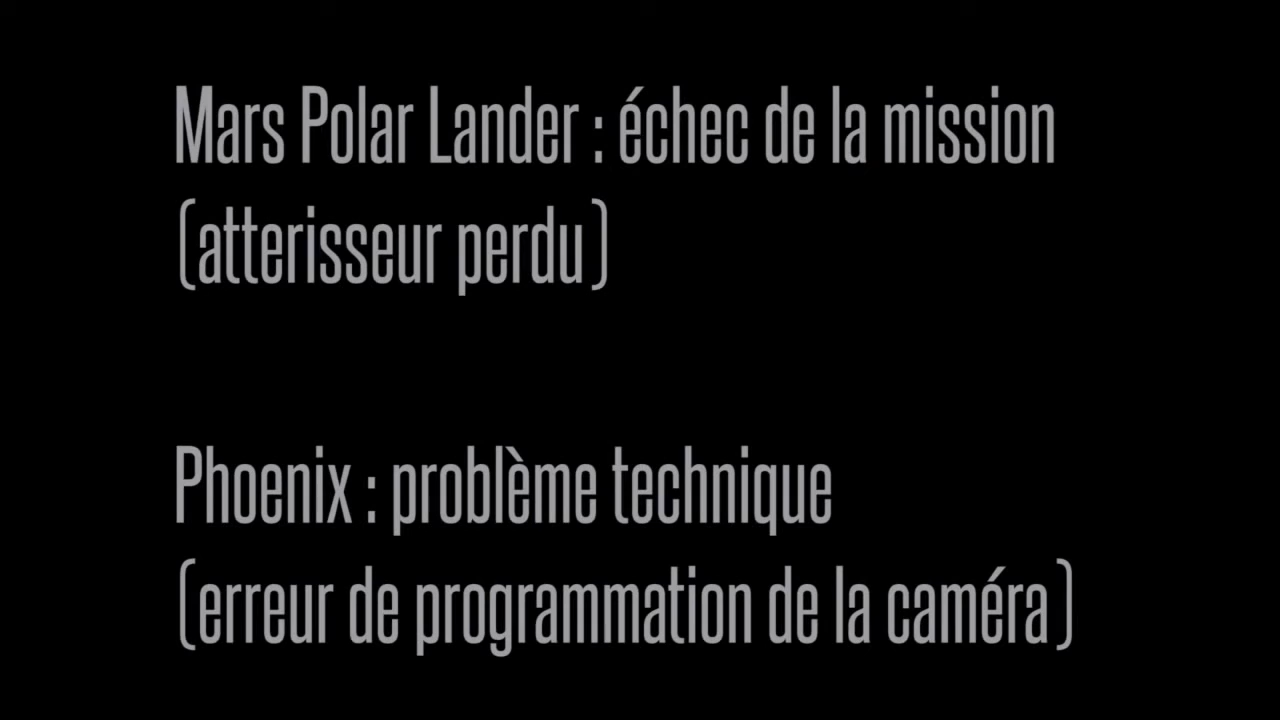 Mars Polar Lander : échec de la mission
(atterisseur perdu)
Phoenix : problème technique
(erreur de programmation de la caméra)